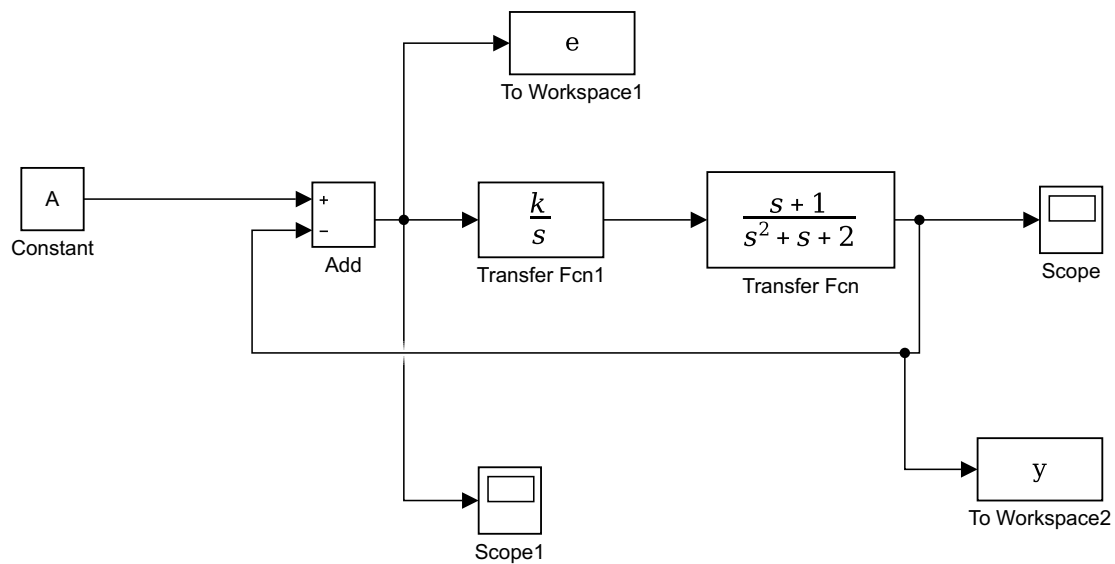 e
To Workspace1
A
Constant
+
−
Add
k
s
Transfer Fcn1
s + 1
s² + s + 2
Transfer Fcn
Scope
y
To Workspace2
Scope1